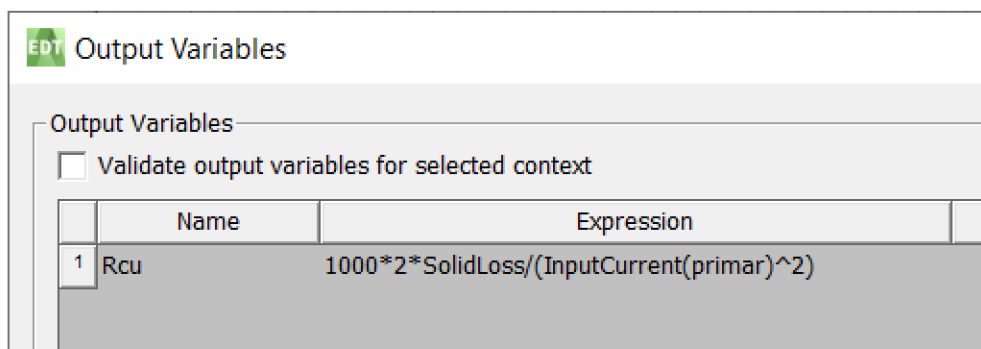 EDT Output Variables
Output Variables
Validate output variables for selected context
Name Expression
1 Rcu 1000*2*SolidLoss/(InputCurrent(primar)^2)